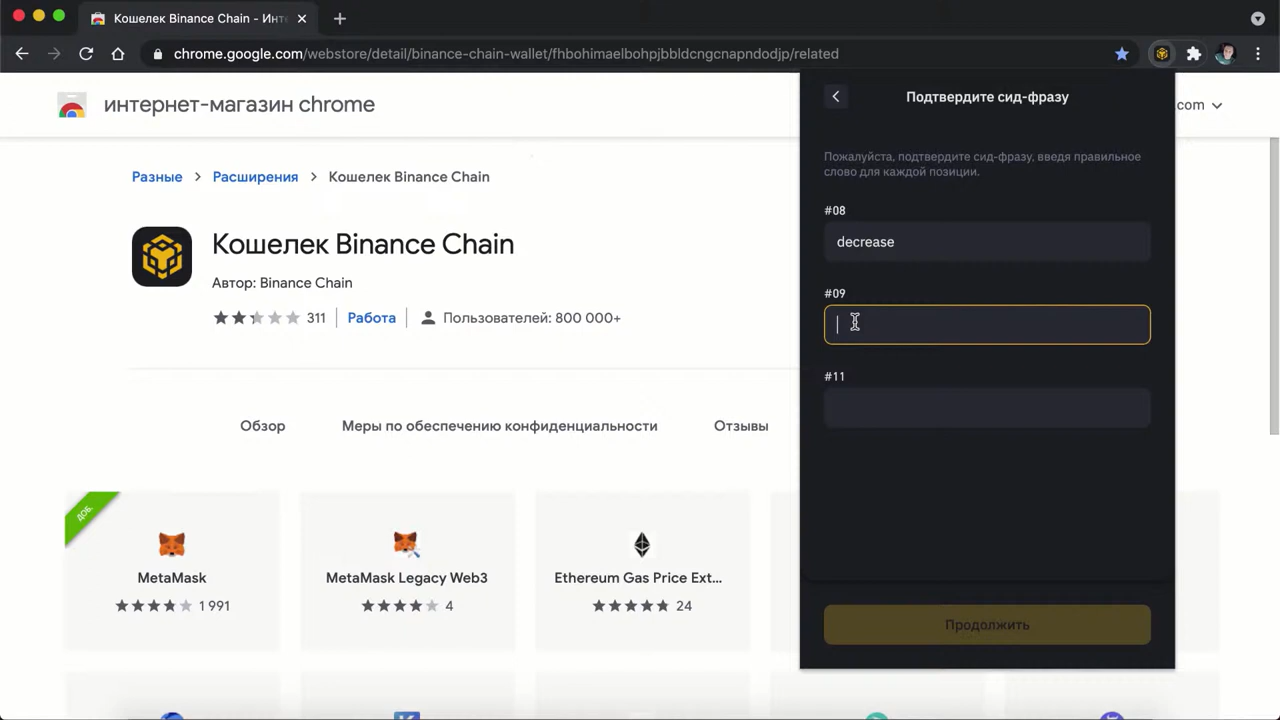 Кошелек Binance Chain - Инте
chrome.google.com/webstore/detail/binance-chain-wallet/fhbohimaelbohpjbbldcngcnapndodjp/related
интернет-магазин chrome
com
Разные > Расширения > Кошелек Binance Chain
Кошелек Binance Chain
Автор: Binance Chain
311 Работа Пользователей: 800 000+
Обзор Меры по обеспечению конфиденциальности Отзывы
ДОБ.
MetaMask
1 991
MetaMask Legacy Web3
4
Ethereum Gas Price Ext...
24
Подтвердите сид-фразу
Пожалуйста, подтвердите сид-фразу, введя правильное
слово для каждой позиции.
#08
decrease
#09
#11
Продолжить